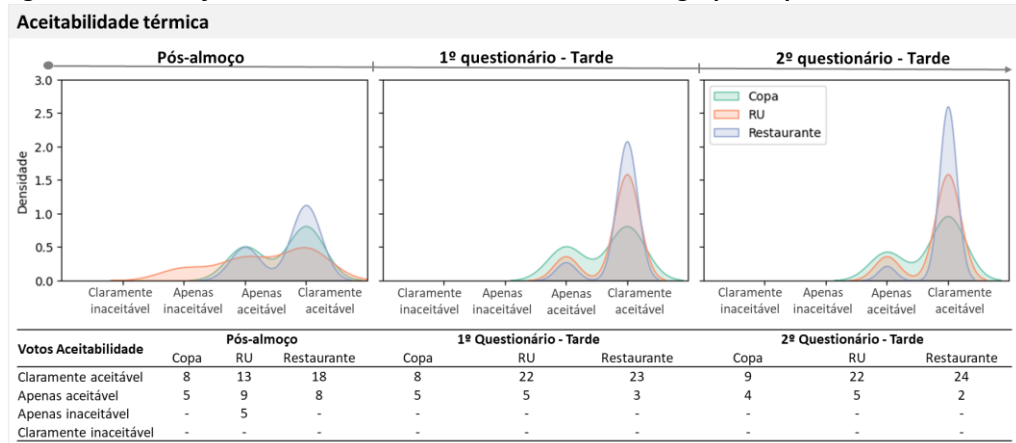 Aceitabilidade térmica
Pós-almoço 1º questionário - Tarde 2º questionário - Tarde
Densidade
3.0
2.5
2.0
1.5
1.0
0.5
0.0
Copa
RU
Restaurante
Claramente inaceitável Apenas inaceitável Apenas aceitável Claramente aceitável
Claramente inaceitável Apenas inaceitável Apenas aceitável Claramente aceitável
Claramente inaceitável Apenas inaceitável Apenas aceitável Claramente aceitável
Votos Aceitabilidade Pós-almoço 1º Questionário - Tarde 2º Questionário - Tarde
Copa RU Restaurante Copa RU Restaurante Copa RU Restaurante
Claramente aceitável 8 13 18 8 22 23 9 22 24
Apenas aceitável 5 9 8 5 5 3 4 5 2
Apenas inaceitável - 5 - - - - - - -
Claramente inaceitável - - - - - - - - -